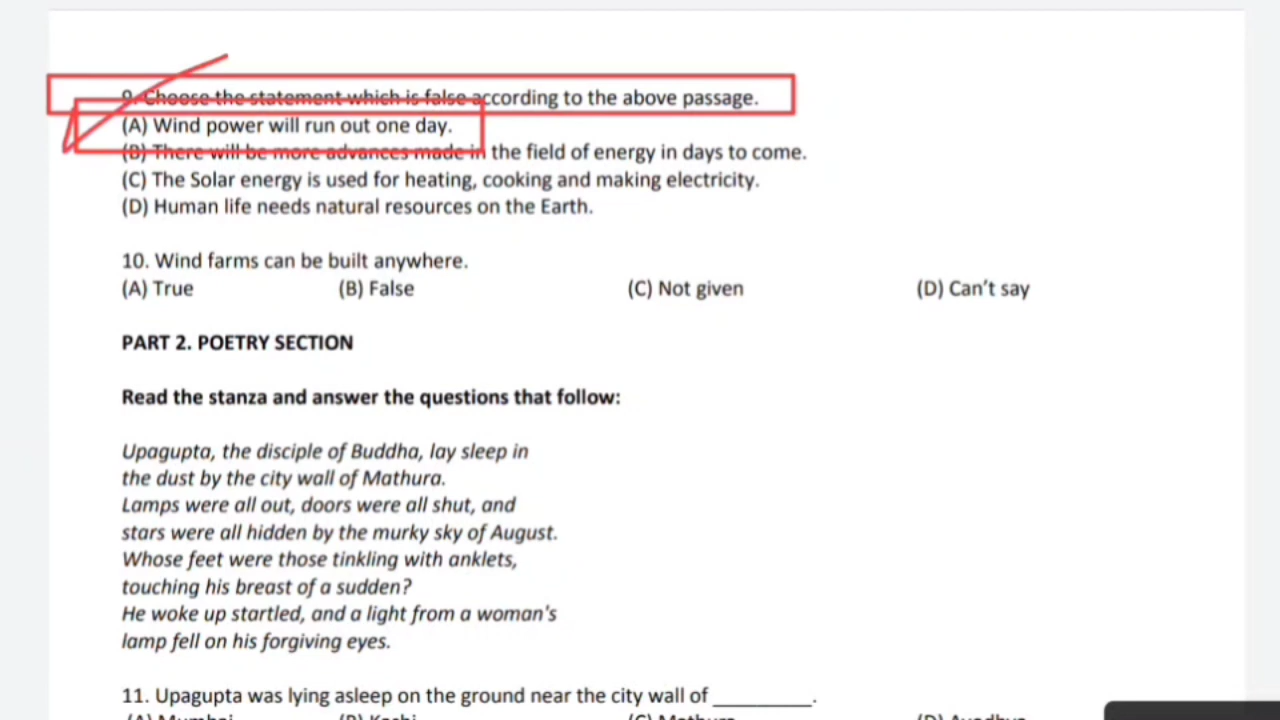 9. Choose the statement which is false according to the above passage.
(A) Wind power will run out one day.
(B) There will be more advances made in the field of energy in days to come.
(C) The Solar energy is used for heating, cooking and making electricity.
(D) Human life needs natural resources on the Earth.
10. Wind farms can be built anywhere.
(A) True (B) False (C) Not given (D) Can't say
PART 2. POETRY SECTION
Read the stanza and answer the questions that follow:
Upagupta, the disciple of Buddha, lay sleep in
the dust by the city wall of Mathura.
Lamps were all out, doors were all shut, and
stars were all hidden by the murky sky of August.
Whose feet were those tinkling with anklets,
touching his breast of a sudden?
He woke up startled, and a light from a woman's
lamp fell on his forgiving eyes.
11. Upagupta was lying asleep on the ground near the city wall of _________.
(A) Mumbai (B) Kashi (C) Mathura (D) Ayodhya